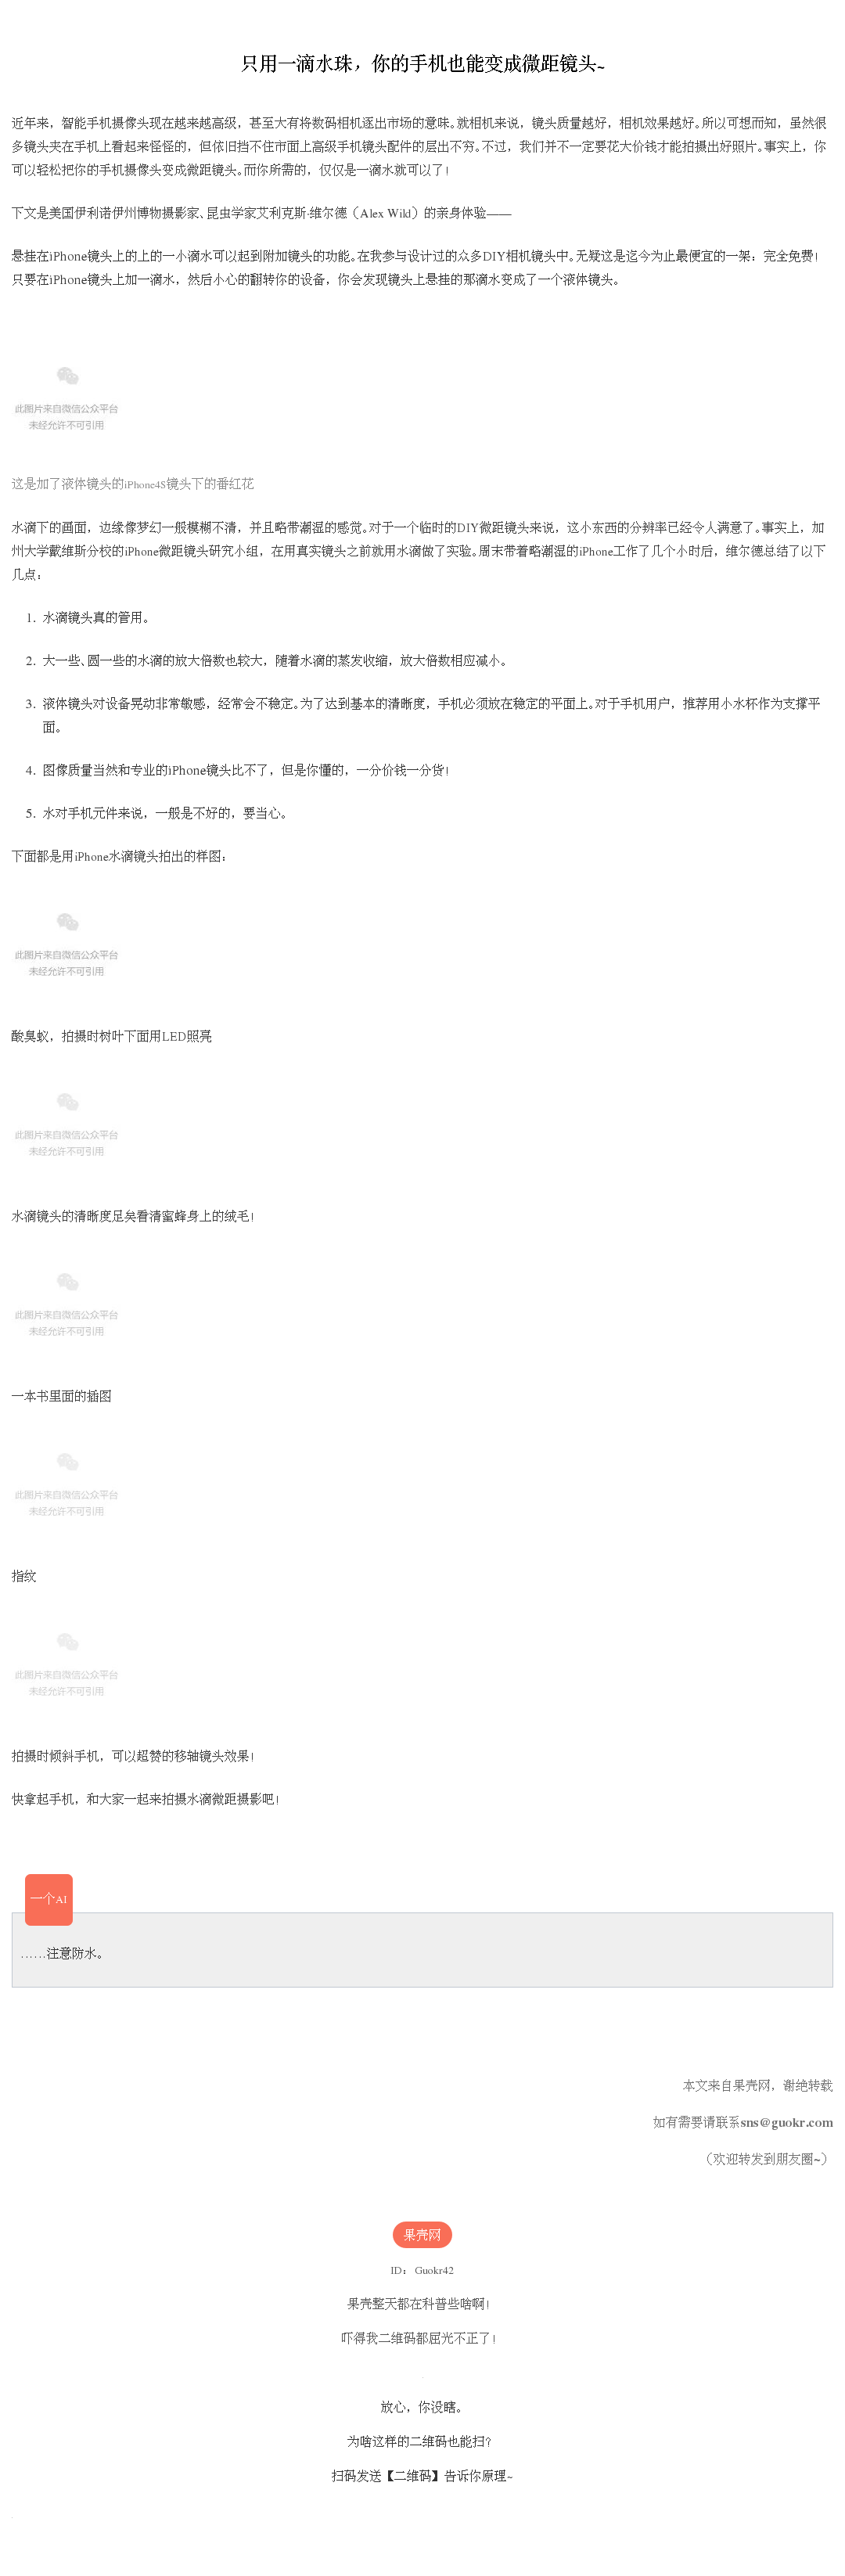 只用一滴水珠，你的手机也能变成微距镜头~
近年来，智能手机摄像头现在越来越高级，甚至大有将数码相机逐出市场的意味。就相机来说，镜头质量越好，相机效果越好。所以可想而知，虽然很
多镜头夹在手机上看起来怪怪的，但依旧挡不住市面上高级手机镜头配件的层出不穷。不过，我们并不一定要花大价钱才能拍摄出好照片。事实上，你
可以轻松把你的手机摄像头变成微距镜头。而你所需的，仅仅是一滴水就可以了！
下文是美国伊利诺伊州博物摄影家、昆虫学家艾利克斯·维尔德（Alex Wild）的亲身体验——
悬挂在iPhone镜头上的上的一小滴水可以起到附加镜头的功能。在我参与设计过的众多DIY相机镜头中。无疑这是迄今为止最便宜的一架：完全免费！
只要在iPhone镜头上加一滴水，然后小心的翻转你的设备，你会发现镜头上悬挂的那滴水变成了一个液体镜头。
此图片来自微信公众平台
未经允许不可引用
这是加了液体镜头的iPhone4S镜头下的番红花
水滴下的画面，边缘像梦幻一般模糊不清，并且略带潮湿的感觉。对于一个临时的DIY微距镜头来说，这小东西的分辨率已经令人满意了。事实上，加
州大学戴维斯分校的iPhone微距镜头研究小组，在用真实镜头之前就用水滴做了实验。周末带着略潮湿的iPhone工作了几个小时后，维尔德总结了以下
几点：
1. 水滴镜头真的管用。
2. 大一些、圆一些的水滴的放大倍数也较大，随着水滴的蒸发收缩，放大倍数相应减小。
3. 液体镜头对设备晃动非常敏感，经常会不稳定。为了达到基本的清晰度，手机必须放在稳定的平面上。对于手机用户，推荐用小水杯作为支撑平
面。
4. 图像质量当然和专业的iPhone镜头比不了，但是你懂的，一分价钱一分货！
5. 水对手机元件来说，一般是不好的，要当心。
下面都是用iPhone水滴镜头拍出的样图：
此图片来自微信公众平台
未经允许不可引用
酸臭蚁，拍摄时树叶下面用LED照亮
此图片来自微信公众平台
未经允许不可引用
水滴镜头的清晰度足矣看清蜜蜂身上的绒毛！
此图片来自微信公众平台
未经允许不可引用
一本书里面的插图
此图片来自微信公众平台
未经允许不可引用
指纹
此图片来自微信公众平台
未经允许不可引用
拍摄时倾斜手机，可以超赞的移轴镜头效果！
快拿起手机，和大家一起来拍摄水滴微距摄影吧！
一个AI
……注意防水。
本文来自果壳网，谢绝转载
如有需要请联系sns@guokr.com
（欢迎转发到朋友圈~）
果壳网
ID： Guokr42
果壳整天都在科普些啥啊！
吓得我二维码都屈光不正了！
放心，你没瞎。
为啥这样的二维码也能扫？
扫码发送【二维码】告诉你原理~